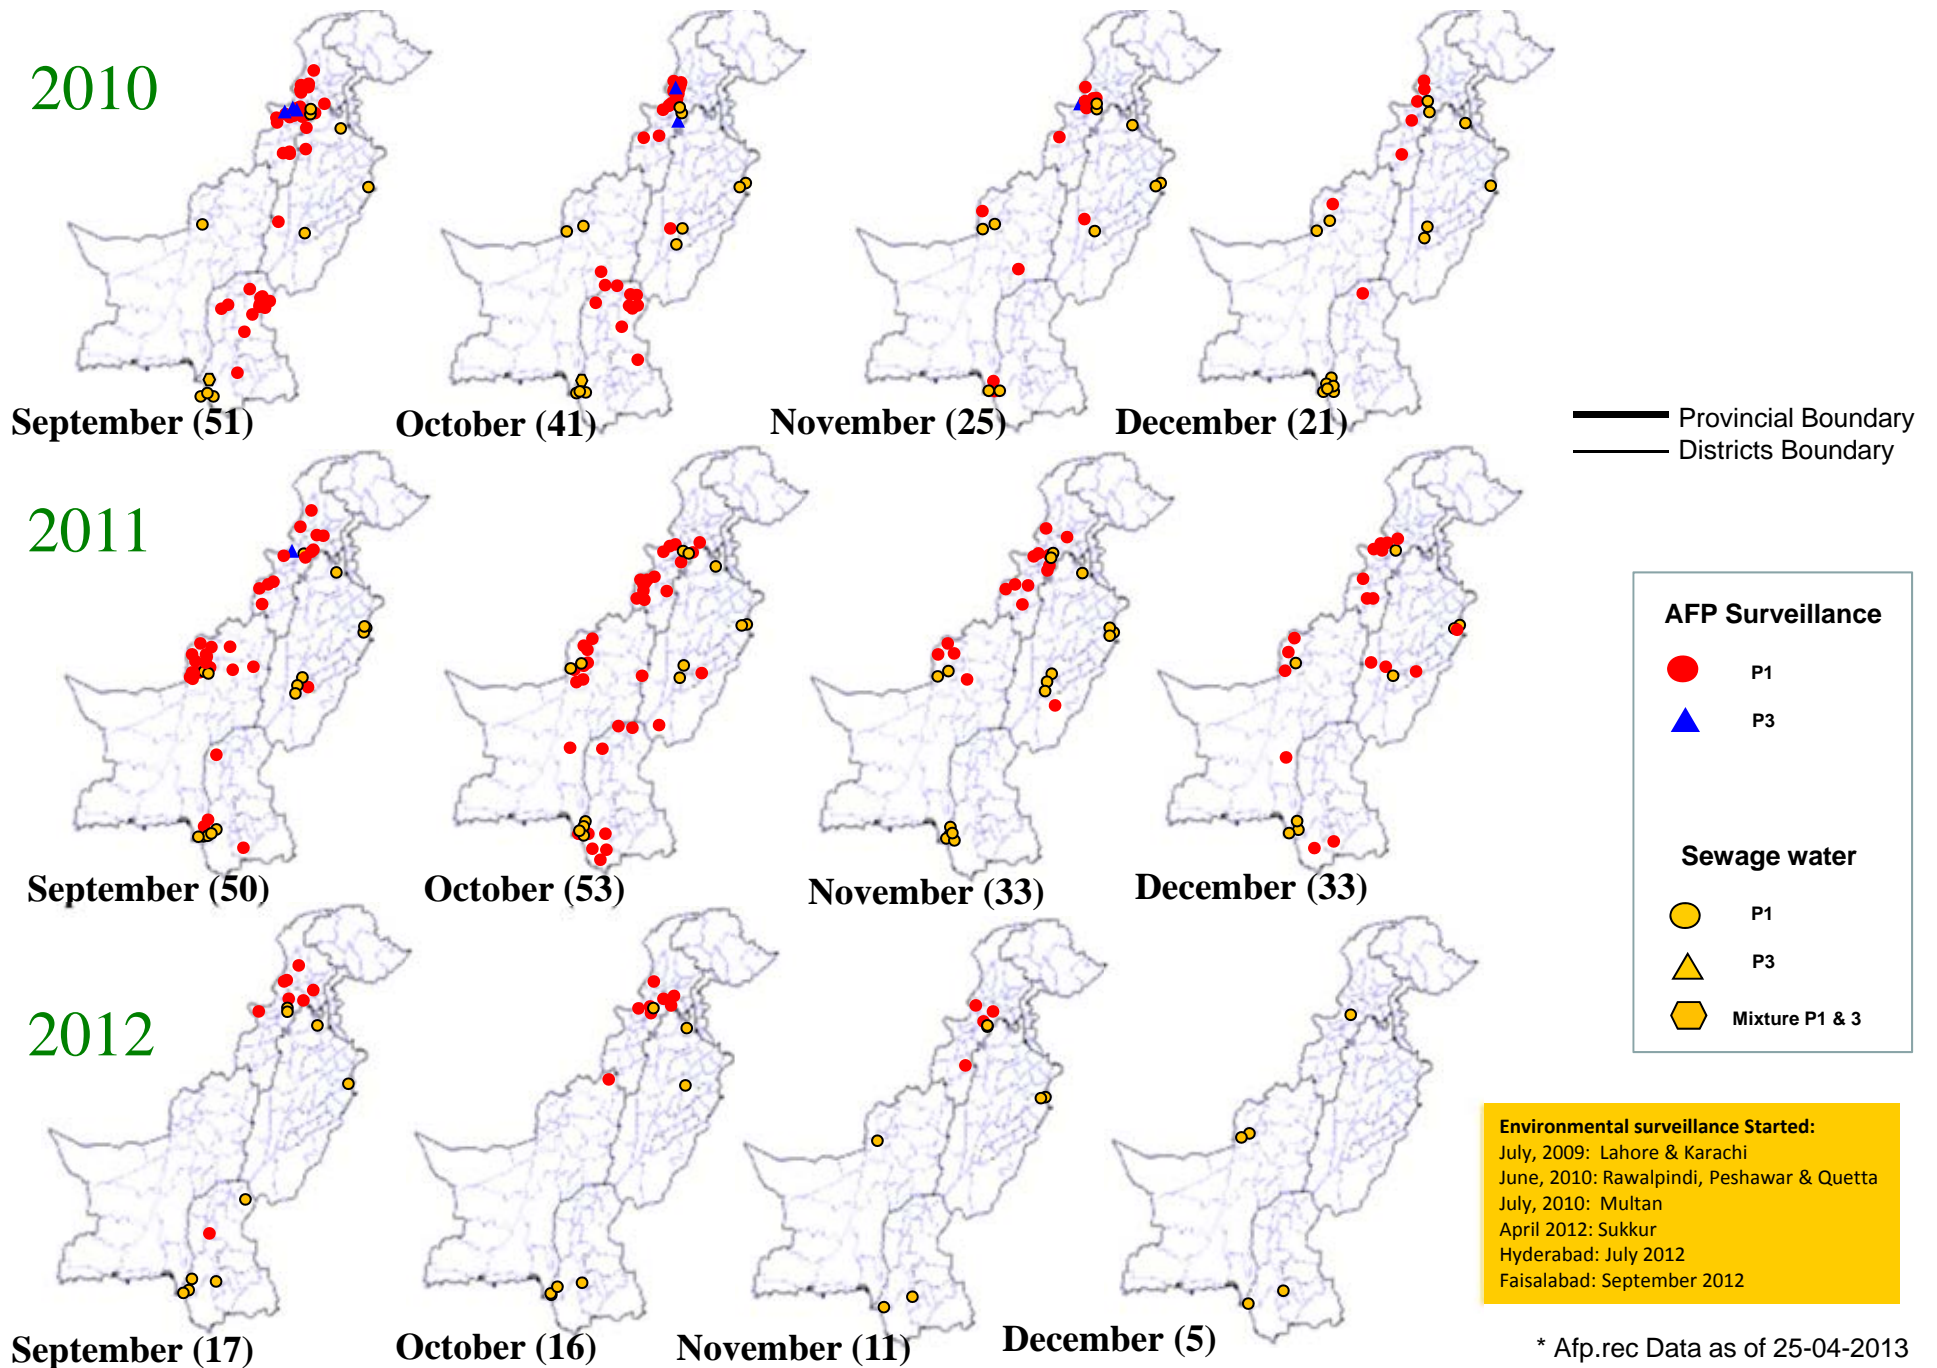 2010
September (51)
October (41)
November (25)
December (21)
Provincial Boundary
Districts Boundary
2011
September (50)
October (53)
November (33)
December (33)
AFP Surveillance
P1
P3
Sewage water
P1
P3
Mixture P1 & 3
2012
September (17)
October (16)
November (11)
December (5)
Environmental surveillance Started:
July, 2009: Lahore & Karachi
June, 2010: Rawalpindi, Peshawar & Quetta
July, 2010: Multan
April 2012: Sukkur
Hyderabad: July 2012
Faisalabad: September 2012
* Afp.rec Data as of 25-04-2013